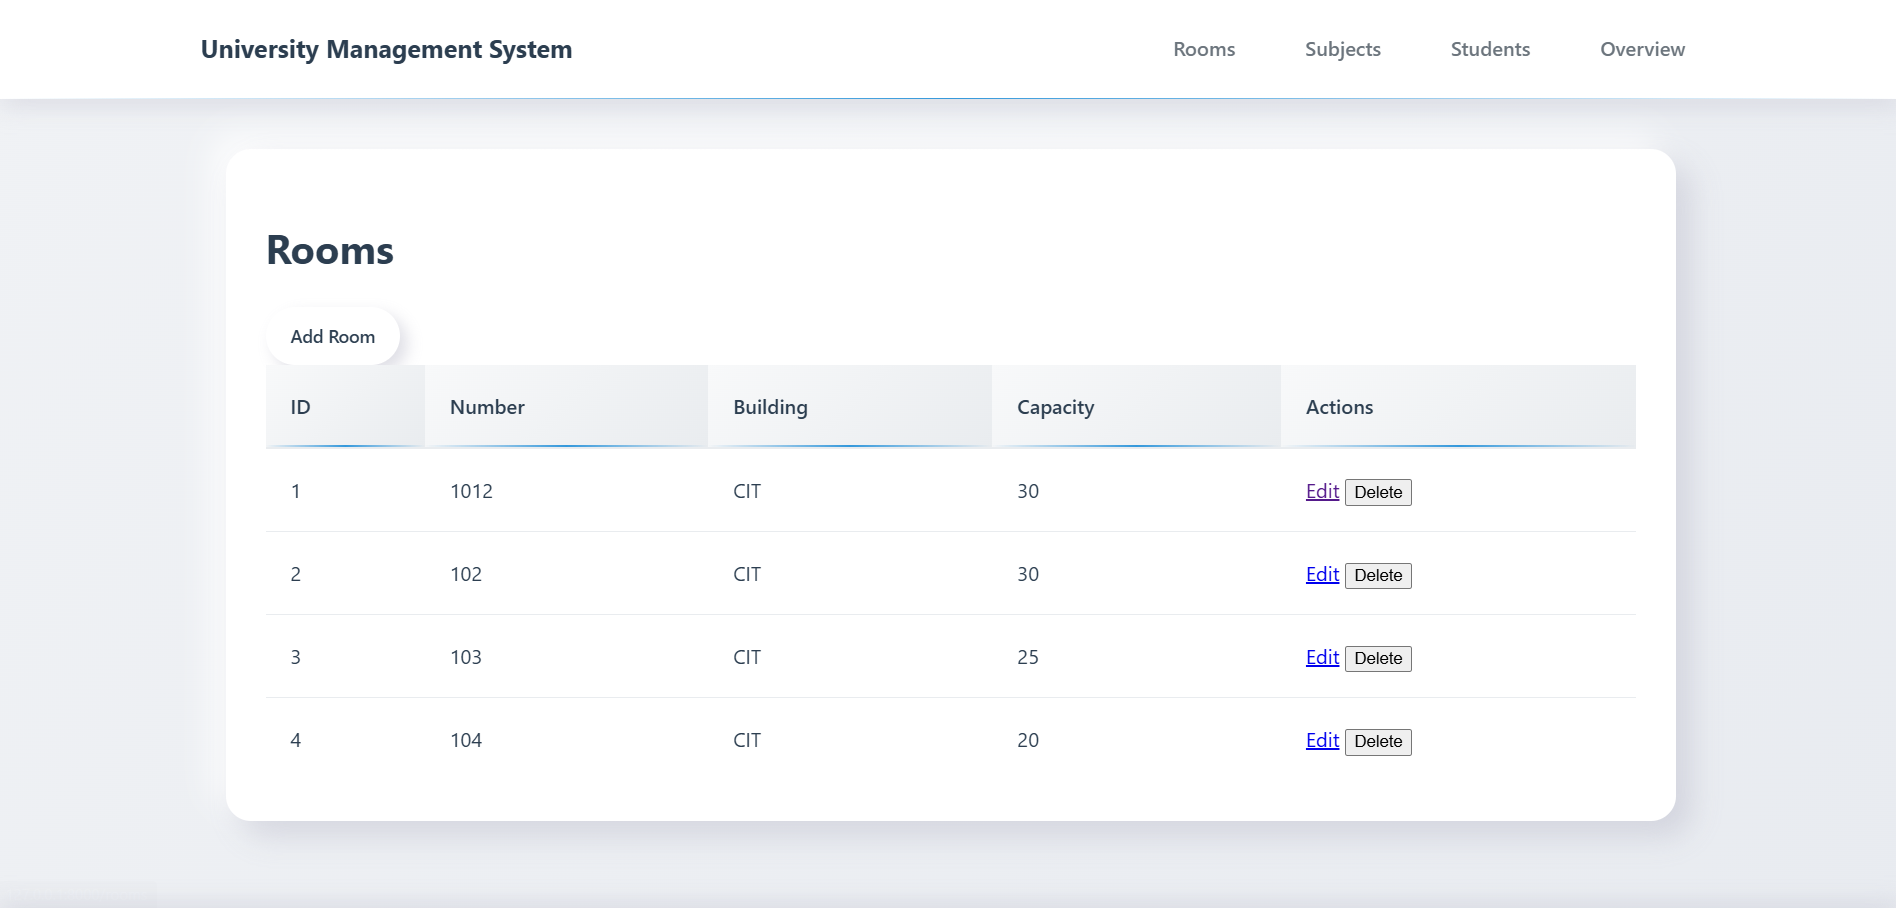 University Management System Rooms Subjects Students Overview
Rooms
Add Room
ID Number Building Capacity Actions
1 1012 CIT 30 Edit Delete
2 102 CIT 30 Edit Delete
3 103 CIT 25 Edit Delete
4 104 CIT 20 Edit Delete